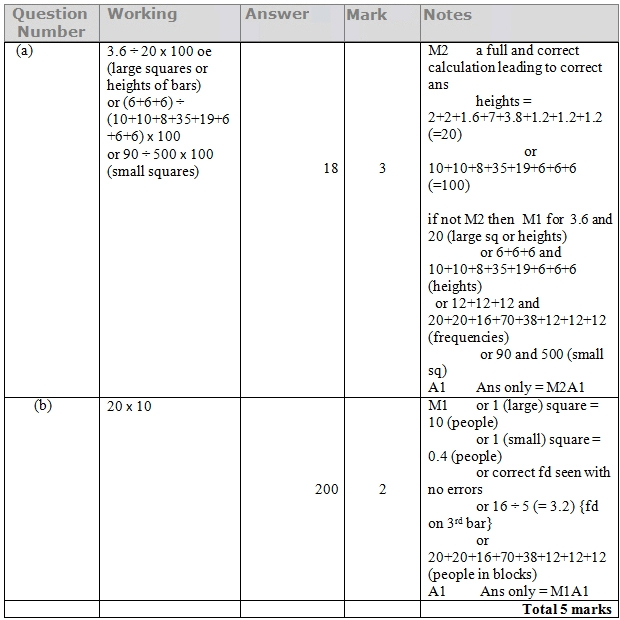 Question Number Working Answer Mark Notes
(a)
3.6 ÷ 20 x 100 oe
(large squares or
heights of bars)
or (6+6+6) ÷
(10+10+8+35+19+6
+6+6) x 100
or 90 ÷ 500 x 100
(small squares)
18
3
M2 a full and correct
calculation leading to correct
ans
heights =
2+2+1.6+7+3.8+1.2+1.2+1.2
(=20)
or
10+10+8+35+19+6+6+6
(=100)
if not M2 then M1 for 3.6 and
20 (large sq or heights)
or 6+6+6 and
10+10+8+35+19+6+6+6
(heights)
or 12+12+12 and
20+20+16+70+38+12+12+12
(frequencies)
or 90 and 500 (small
sq)
A1 Ans only = M2A1
(b)
20 x 10
200
2
M1 or 1 (large) square =
10 (people)
or 1 (small) square =
0.4 (people)
or correct fd seen with
no errors
or 16 ÷ 5 (= 3.2) {fd
on 3rd bar}
or
20+20+16+70+38+12+12+12
(people in blocks)
A1 Ans only = M1A1
Total 5 marks